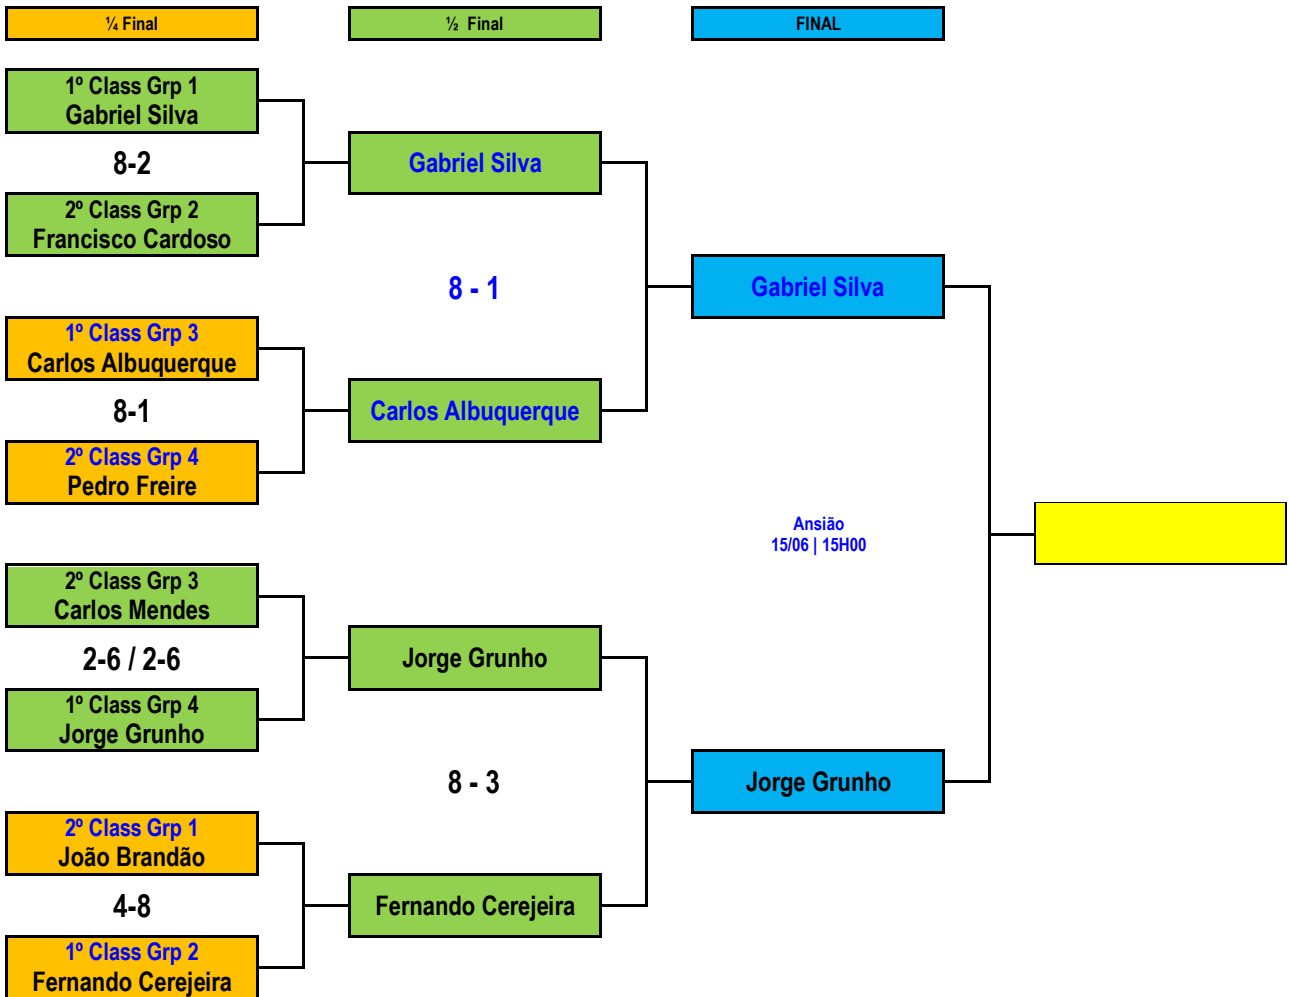 ¼ Final
½ Final
FINAL
1º Class Grp 1
Gabriel Silva
8-2
2º Class Grp 2
Francisco Cardoso
1º Class Grp 3
Carlos Albuquerque
8-1
2º Class Grp 4
Pedro Freire
2º Class Grp 3
Carlos Mendes
2-6 / 2-6
1º Class Grp 4
Jorge Grunho
2º Class Grp 1
João Brandão
4-8
1º Class Grp 2
Fernando Cerejeira
Gabriel Silva
8 - 1
Carlos Albuquerque
Jorge Grunho
8 - 3
Fernando Cerejeira
Gabriel Silva
Ansião
15/06 | 15H00
Jorge Grunho